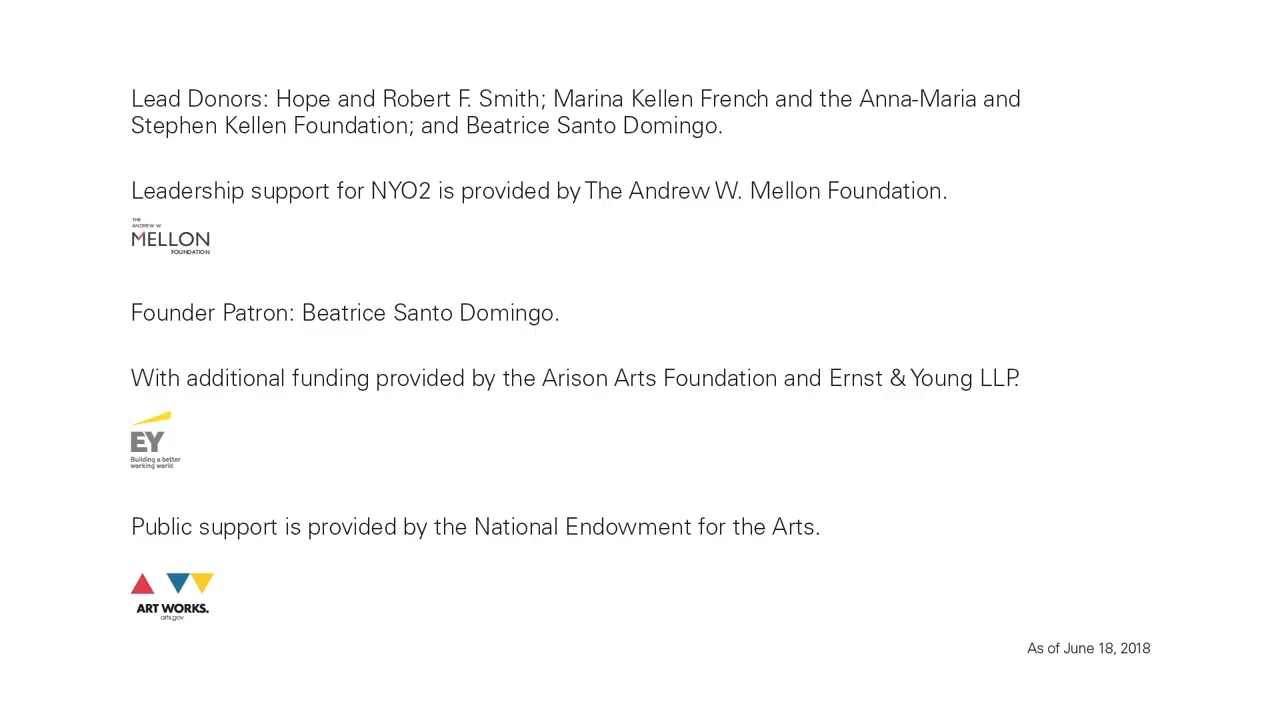 Lead Donors: Hope and Robert F. Smith; Marina Kellen French and the Anna-Maria and
Stephen Kellen Foundation; and Beatrice Santo Domingo.
Leadership support for NYO2 is provided by The Andrew W. Mellon Foundation.
THE
ANDREW W
MELLON
FOUNDATION
Founder Patron: Beatrice Santo Domingo.
With additional funding provided by the Arison Arts Foundation and Ernst & Young LLP.
EY
Building a better
working world
Public support is provided by the National Endowment for the Arts.
ART WORKS.
arts.gov
As of June 18, 2018